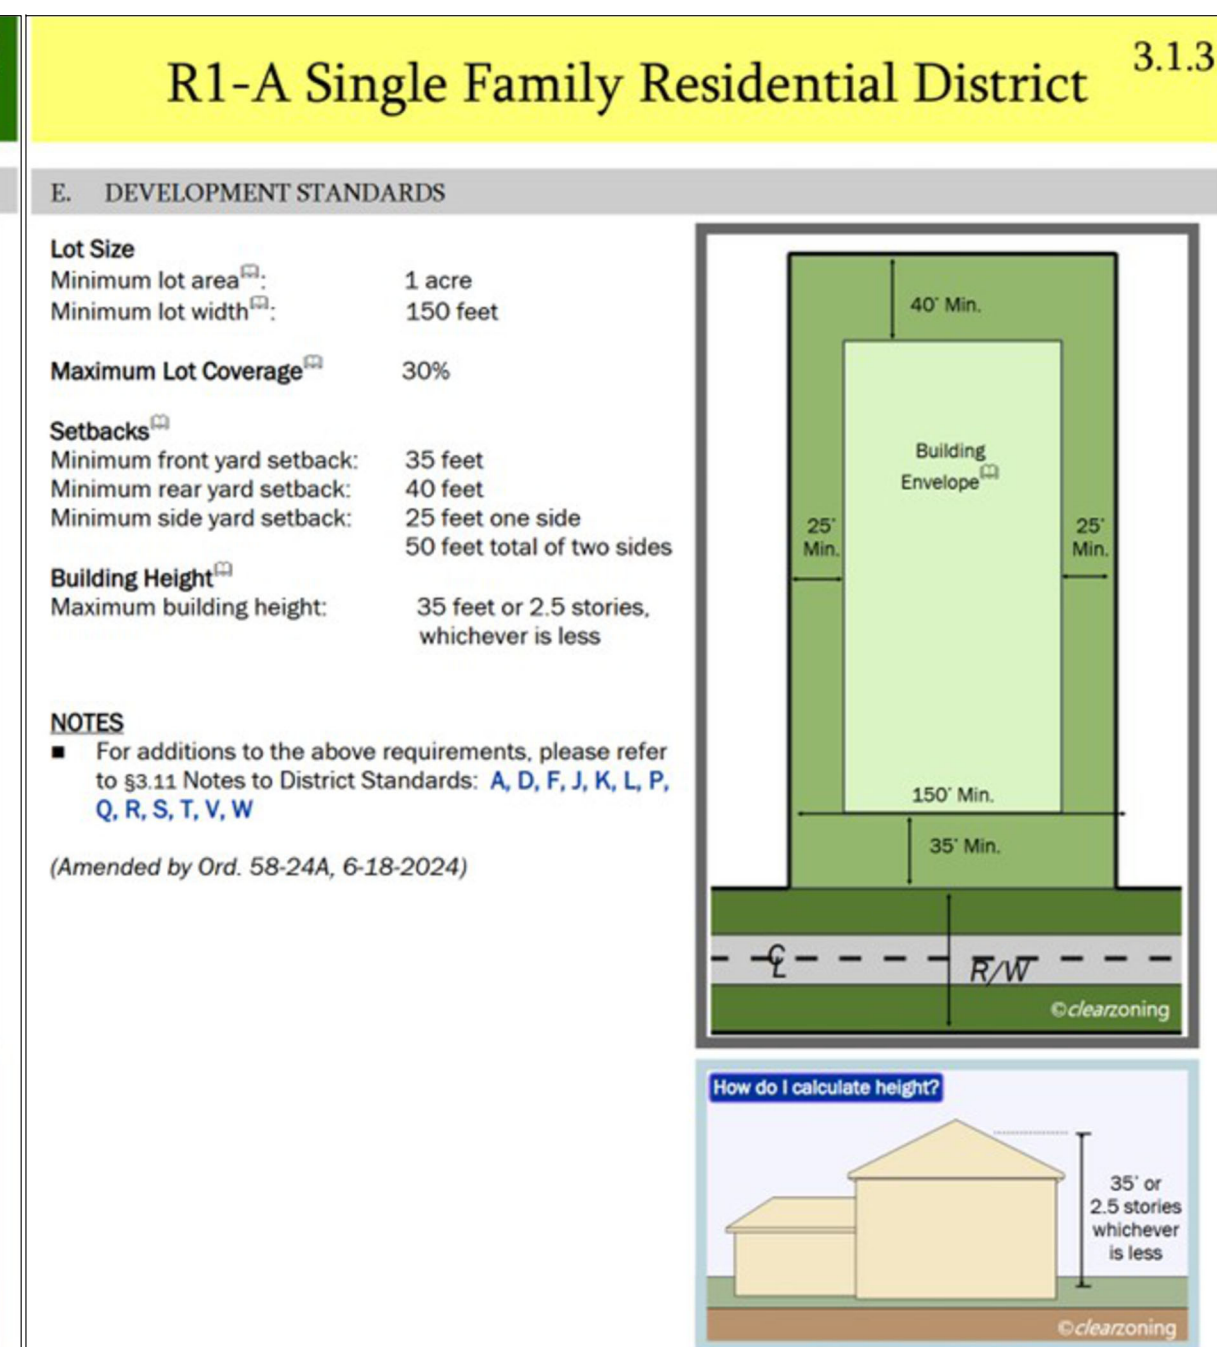 R1-A Single Family Residential District
3.1.3
E. DEVELOPMENT STANDARDS
Lot Size
Minimum lot area: 1 acre
Minimum lot width: 150 feet
Maximum Lot Coverage 30%
Setbacks
Minimum front yard setback: 35 feet
Minimum rear yard setback: 40 feet
Minimum side yard setback: 25 feet one side
50 feet total of two sides
Building Height
Maximum building height: 35 feet or 2.5 stories,
whichever is less
NOTES
■ For additions to the above requirements, please refer
to §3.11 Notes to District Standards: A, D, F, J, K, L, P,
Q, R, S, T, V, W
(Amended by Ord. 58-24A, 6-18-2024)
40' Min.
Building
Envelope
25'
Min.
25'
Min.
150' Min.
35' Min.
℄
R/W
©clearzoning
How do I calculate height?
35' or
2.5 stories
whichever
is less
©clearzoning